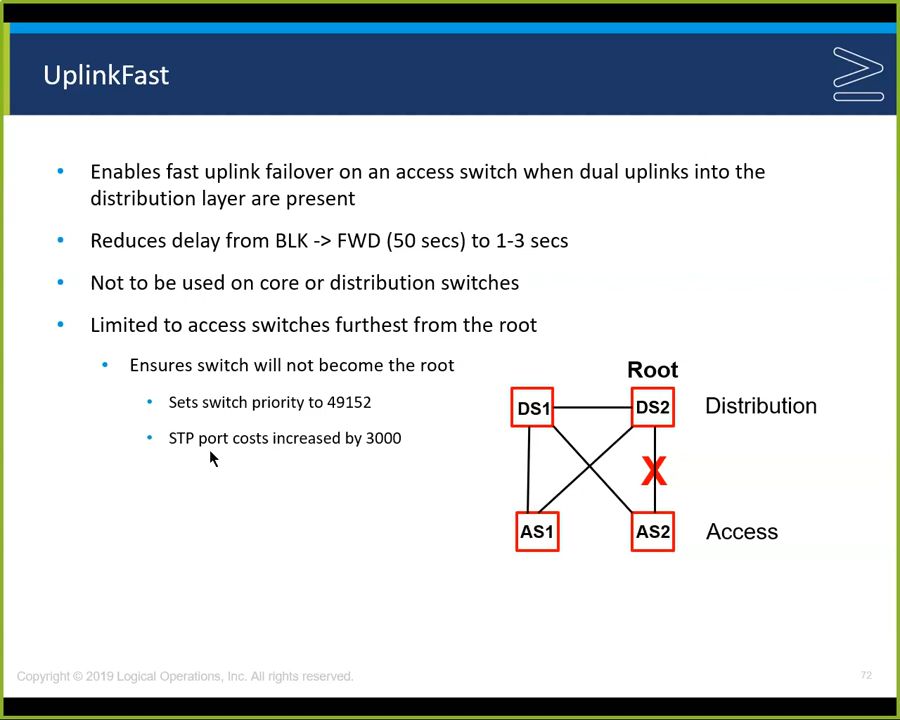 UplinkFast
Enables fast uplink failover on an access switch when dual uplinks into the
distribution layer are present
Reduces delay from BLK -> FWD (50 secs) to 1-3 secs
Not to be used on core or distribution switches
Limited to access switches furthest from the root
Ensures switch will not become the root
Sets switch priority to 49152
STP port costs increased by 3000
Root
DS1 DS2 Distribution
X
AS1 AS2 Access
Copyright © 2019 Logical Operations, Inc. All rights reserved. 72